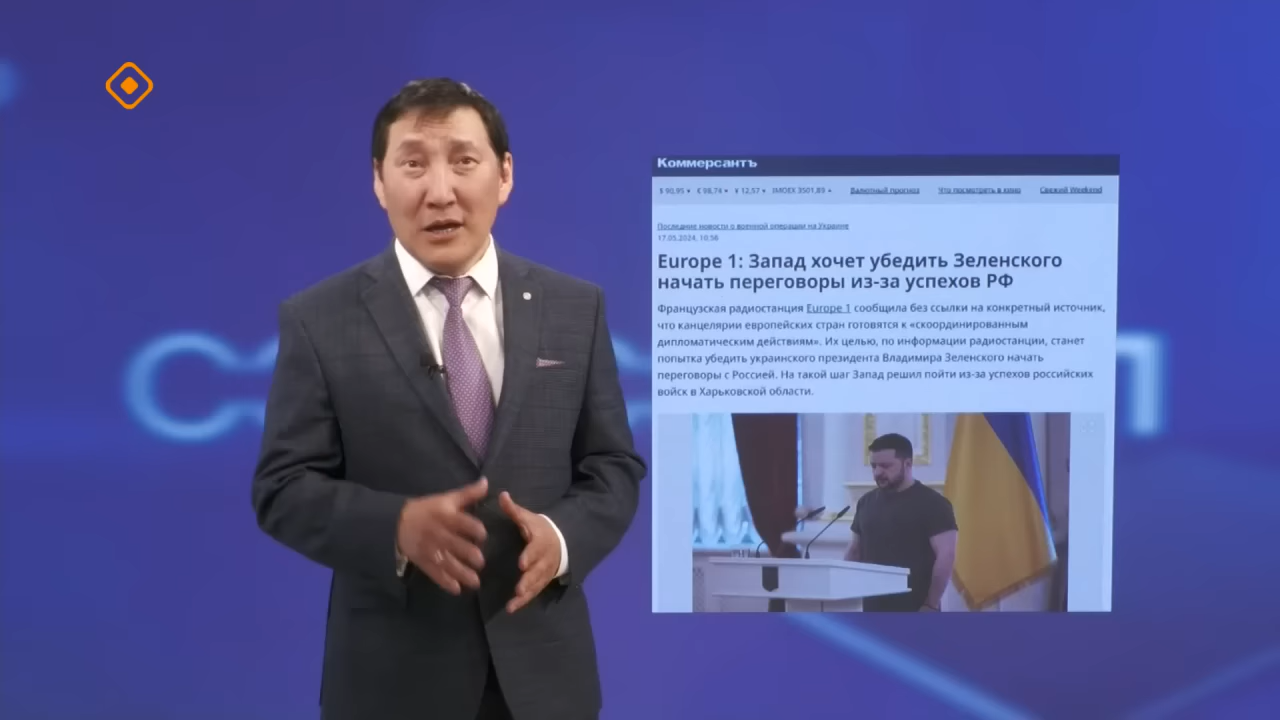 Коммерсантъ
$ 90,95 € 98,74 ¥ 12,57 IMOEX 3501,89 Валютный прогноз Что посмотреть в кино Свежий Weekend
Последние новости о военной операции на Украине
17.05.2024, 10:56
Europe 1: Запад хочет убедить Зеленского
начать переговоры из-за успехов РФ
Французская радиостанция Europe 1 сообщила без ссылки на конкретный источник,
что канцелярии европейских стран готовятся к «скоординированным
дипломатическим действиям». Их целью, по информации радиостанции, станет
попытка убедить украинского президента Владимира Зеленского начать
переговоры с Россией. На такой шаг Запад решил пойти из-за успехов российских
войск в Харьковской области.